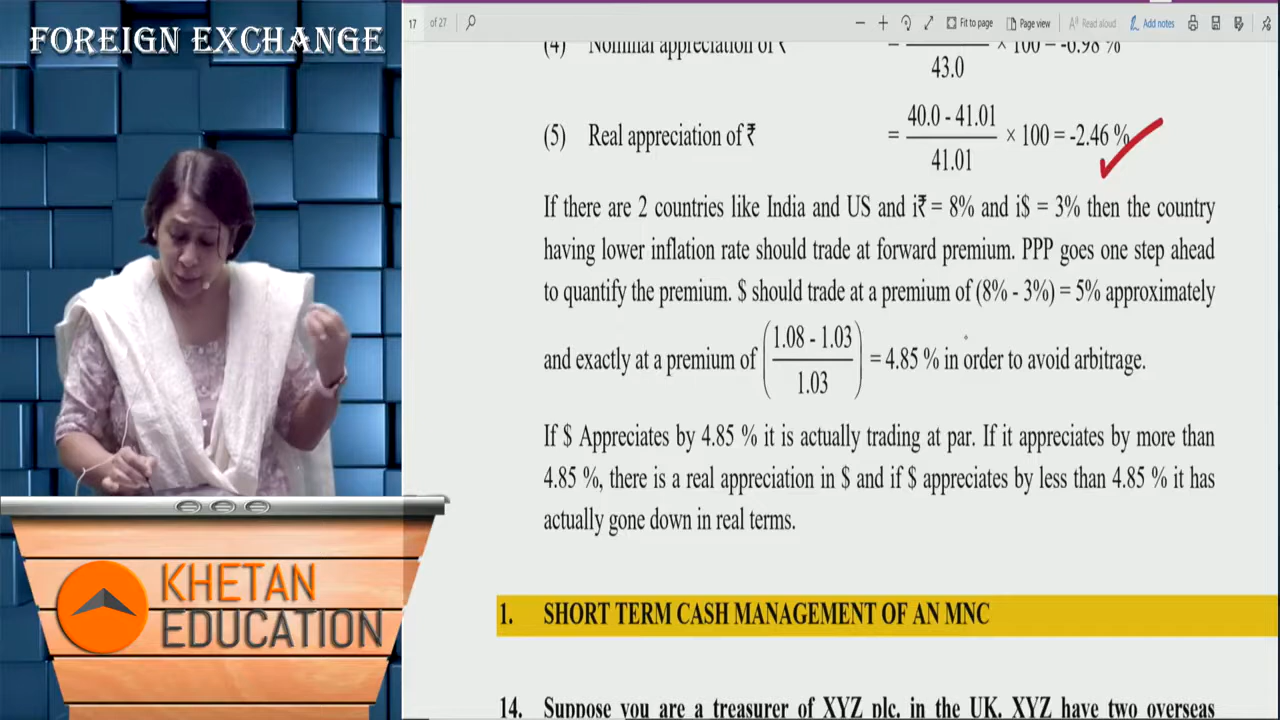 FOREIGN EXCHANGE
17 of 27
Fit to page
Page view
Read aloud
Add notes
(4) Nominal appreciation of ₹ = × 100 = -6.98 %
43.0
(5) Real appreciation of ₹ = 40.0 - 41.01 × 100 = -2.46 %
41.01
If there are 2 countries like India and US and i₹ = 8% and i$ = 3% then the country
having lower inflation rate should trade at forward premium. PPP goes one step ahead
to quantify the premium. $ should trade at a premium of (8% - 3%) = 5% approximately
and exactly at a premium of (1.08 - 1.03 / 1.03) = 4.85 % in order to avoid arbitrage.
If $ Appreciates by 4.85 % it is actually trading at par. If it appreciates by more than
4.85 %, there is a real appreciation in $ and if $ appreciates by less than 4.85 % it has
actually gone down in real terms.
1. SHORT TERM CASH MANAGEMENT OF AN MNC
14. Suppose you are a treasurer of XYZ plc. in the UK. XYZ have two overseas
KHETAN
EDUCATION